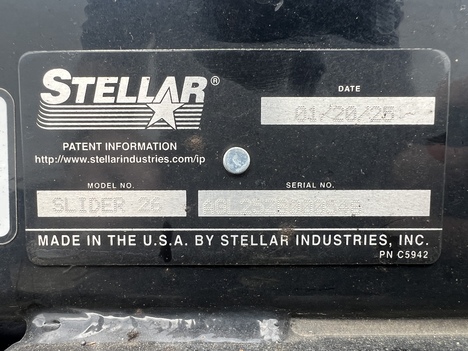 STELLAR®
PATENT INFORMATION
http://www.stellarindustries.com/ip
DATE
01/20/25
MODEL NO.
SLIDER 26
SERIAL NO.
MADE IN THE U.S.A. BY STELLAR INDUSTRIES, INC.
PN C5942